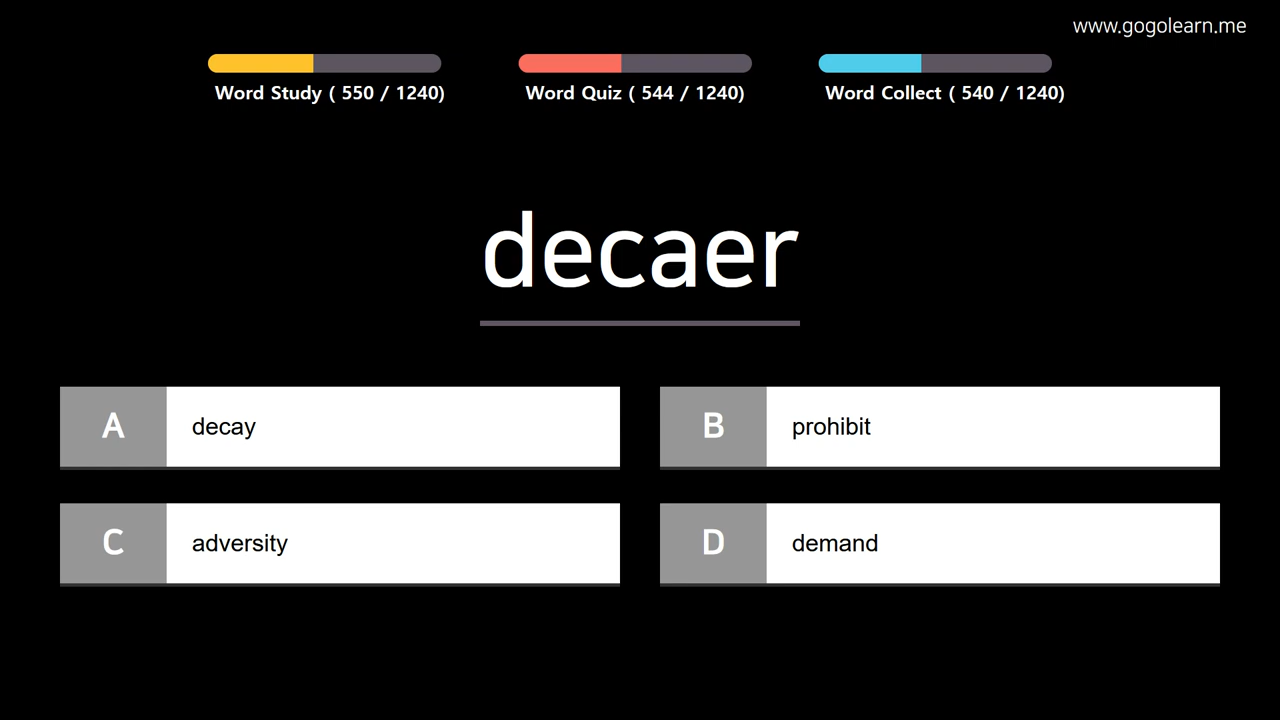 www.gogolearn.me
Word Study ( 550 / 1240)
Word Quiz ( 544 / 1240)
Word Collect ( 540 / 1240)
decaer
A decay
B prohibit
C adversity
D demand